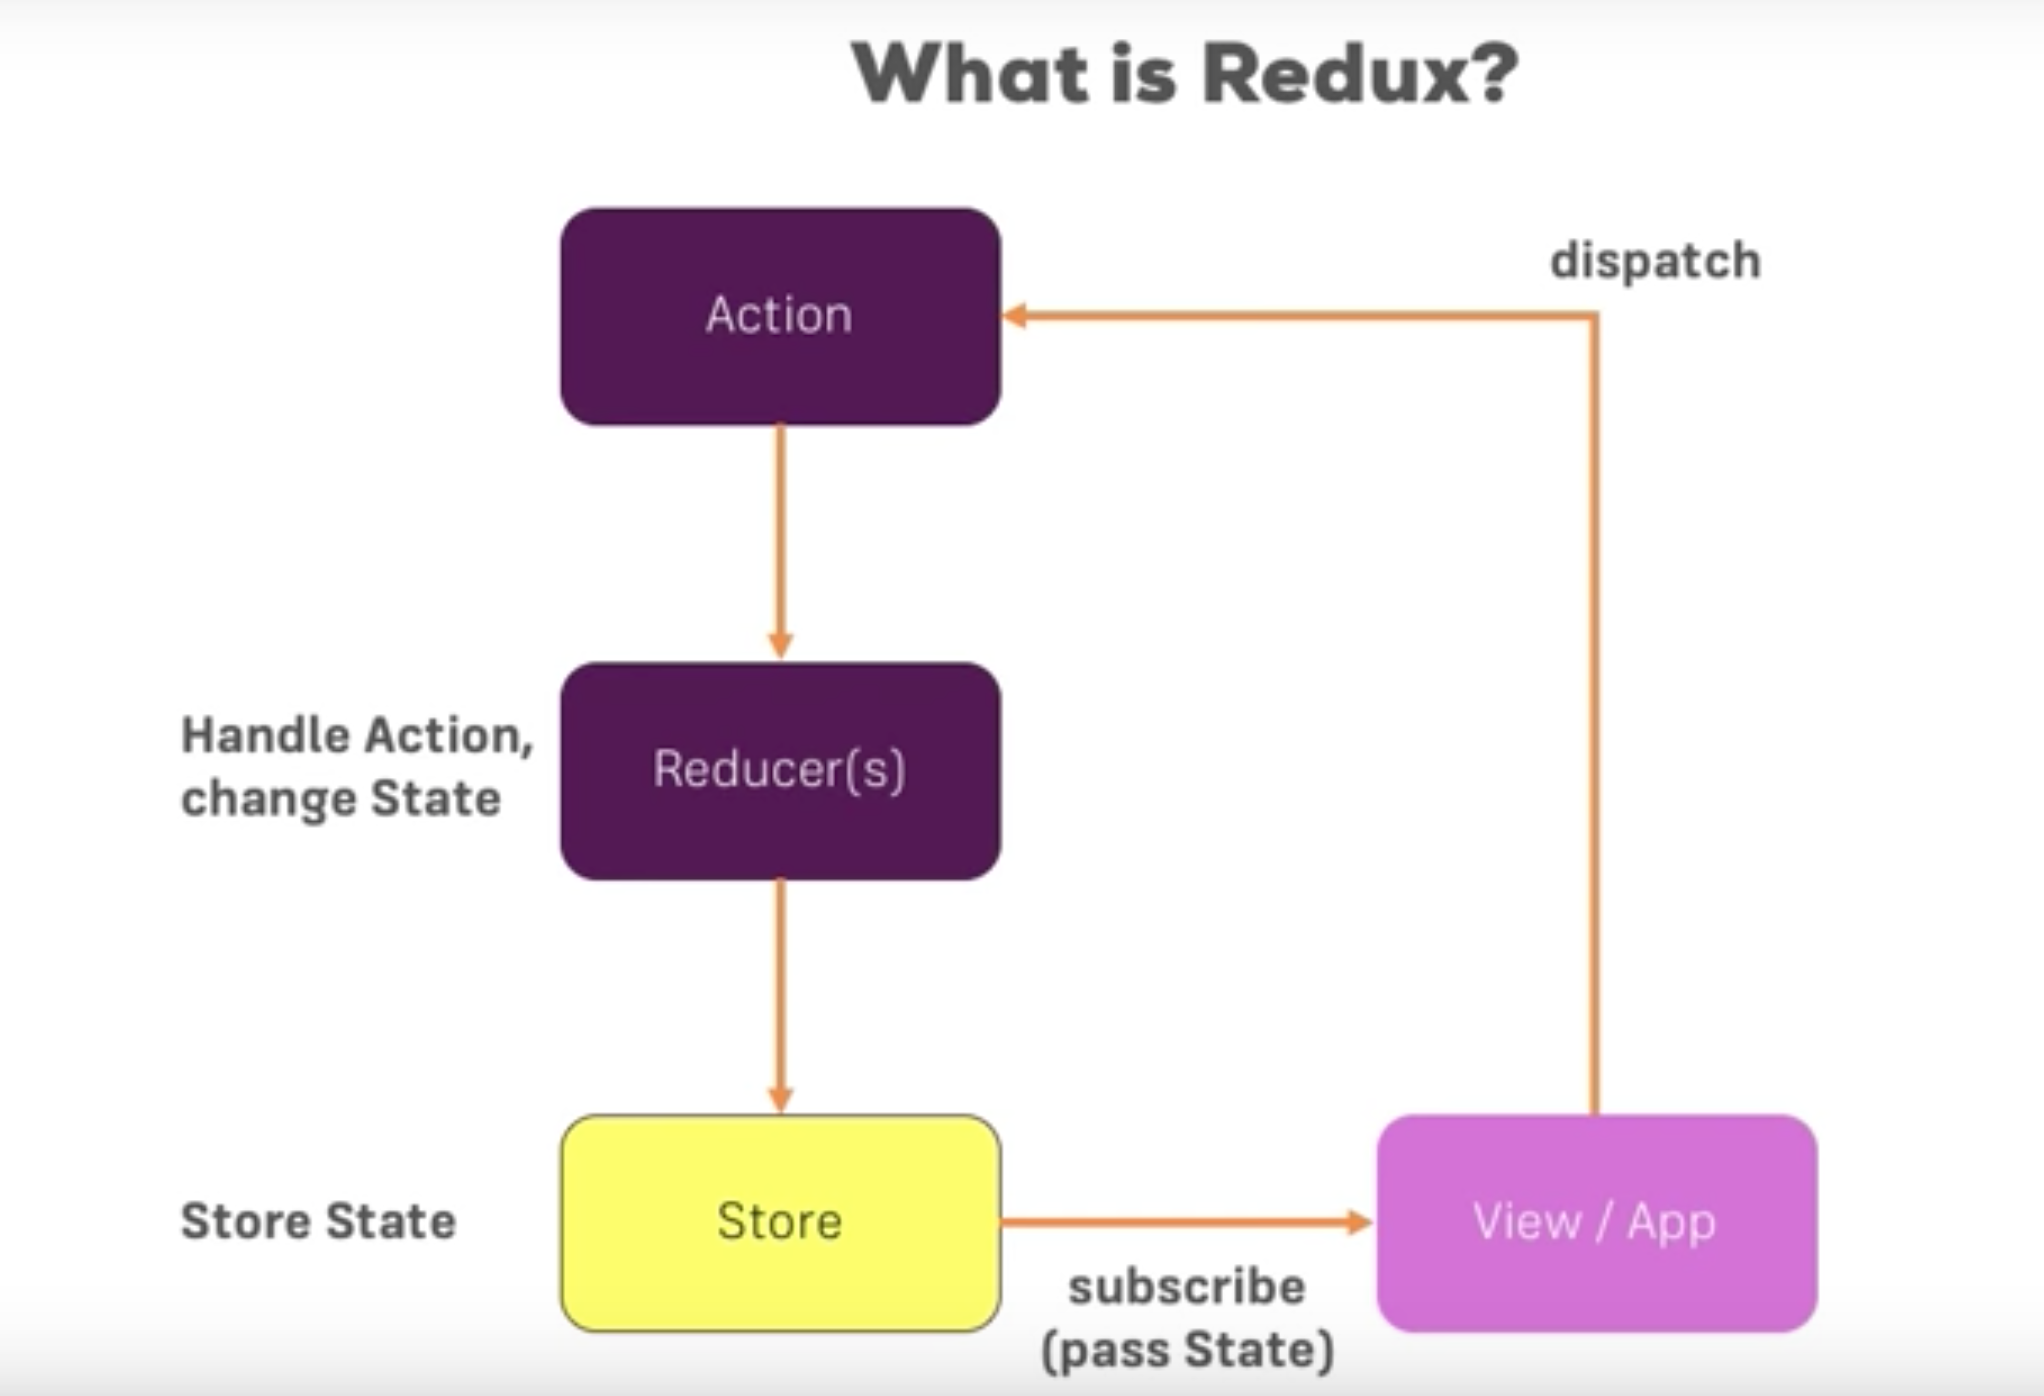 What is Redux?
dispatch
Action
Handle Action,
change State
Reducer(s)
Store State
Store
subscribe
(pass State)
View / App